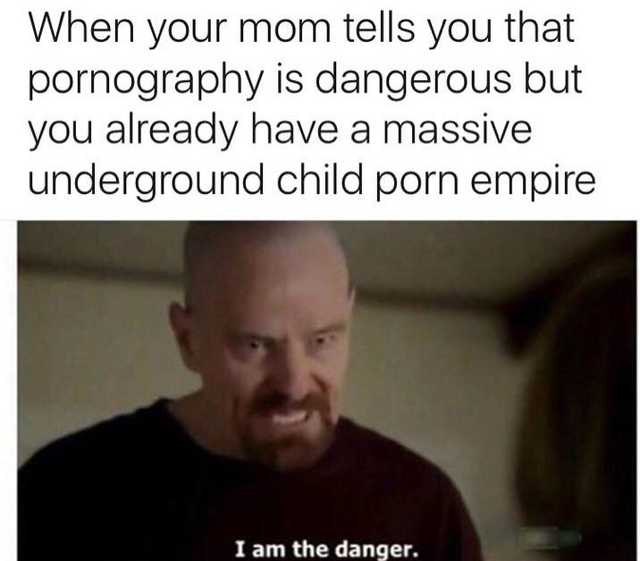 When your mom tells you that
pornography is dangerous but
you already have a massive
underground child porn empire
I am the danger.